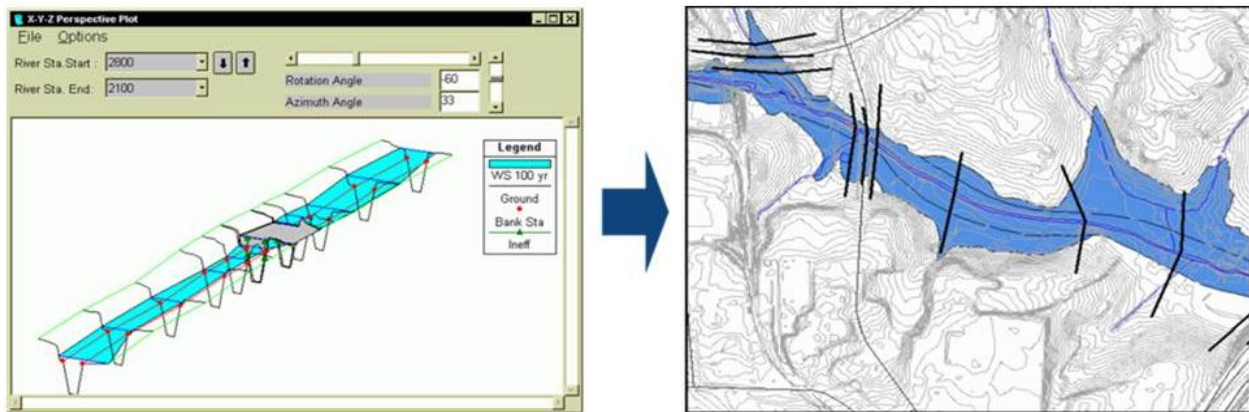 X-Y-Z Perspective Plot
File Options
River Sta.Start : 2800
River Sta. End: 2100
Rotation Angle -60
Azimuth Angle 33
Legend
WS 100 yr
Ground
Bank Sta
Ineff